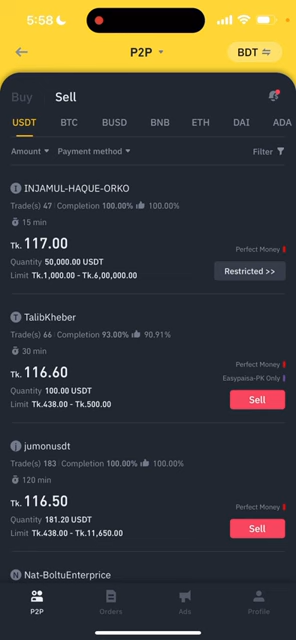 5:58
P2P
BDT
Buy Sell
USDT BTC BUSD BNB ETH DAI ADA
Amount Payment method Filter
I INJAMUL-HAQUE-ORKO
Trade(s) 47 Completion 100.00% 100.00%
15 min
Tk. 117.00
Perfect Money
Quantity 50,000.00 USDT
Limit Tk.1,000.00 - Tk.6,00,000.00
Restricted >>
T TalibKheber
Trade(s) 66 Completion 93.00% 90.91%
30 min
Tk. 116.60
Perfect Money
Easypaisa-PK Only
Quantity 100.00 USDT
Limit Tk.438.00 - Tk.500.00
Sell
j jumonusdt
Trade(s) 183 Completion 100.00% 100.00%
120 min
Tk. 116.50
Perfect Money
Quantity 181.20 USDT
Limit Tk.438.00 - Tk.11,650.00
Sell
N Nat-BoltuEnterprice
P2P Orders Ads Profile